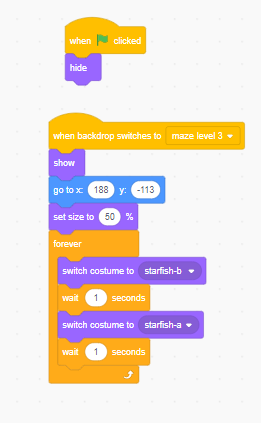 when clicked
hide
when backdrop switches to maze level 3
show
go to x: 188 y: -113
set size to 50 %
forever
switch costume to starfish-b
wait 1 seconds
switch costume to starfish-a
wait 1 seconds